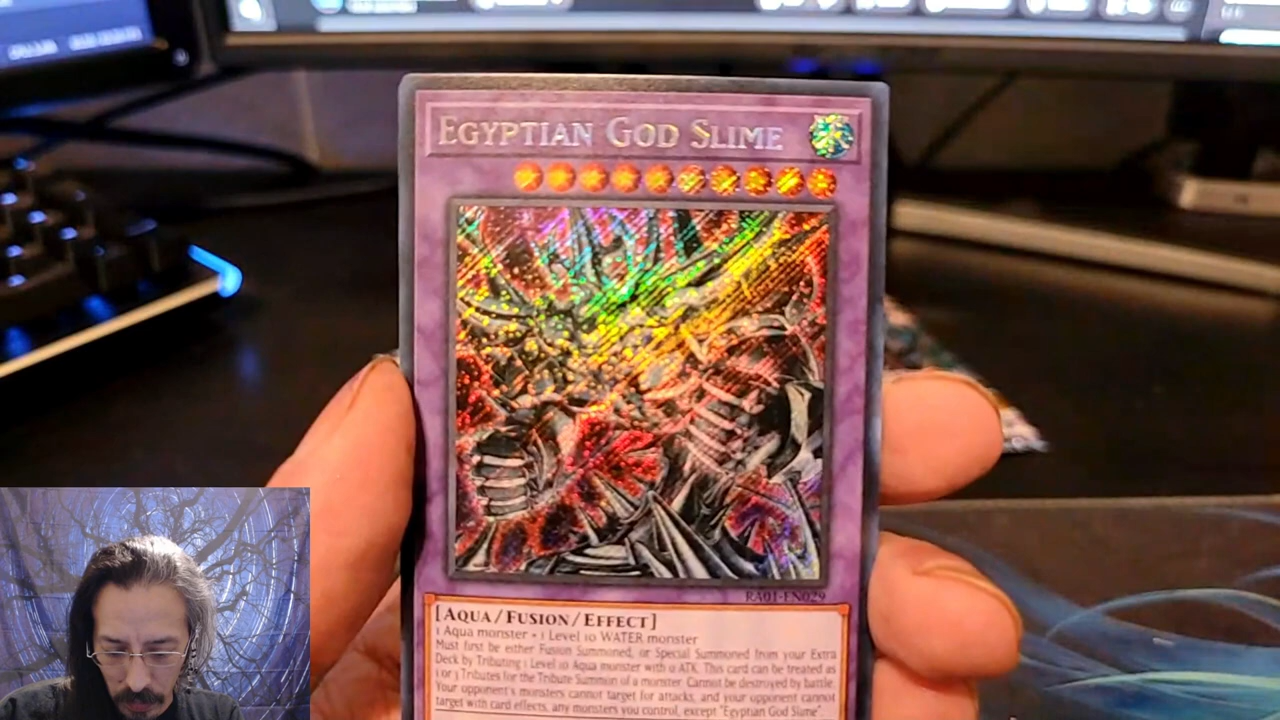 EGYPTIAN GOD SLIME
RA01-EN029
[AQUA/FUSION/EFFECT]
1 Aqua monster + 1 Level 10 WATER monster
Must first be either Fusion Summoned, or Special Summoned from your Extra
Deck by Tributing 1 Level 10 Aqua monster with 0 ATK. This card can be treated as
1 or 3 Tributes for the Tribute Summon of a monster. Cannot be destroyed by battle.
Your opponent's monsters cannot target for attacks, and your opponent cannot
target with card effects, any monsters you control, except "Egyptian God Slime".